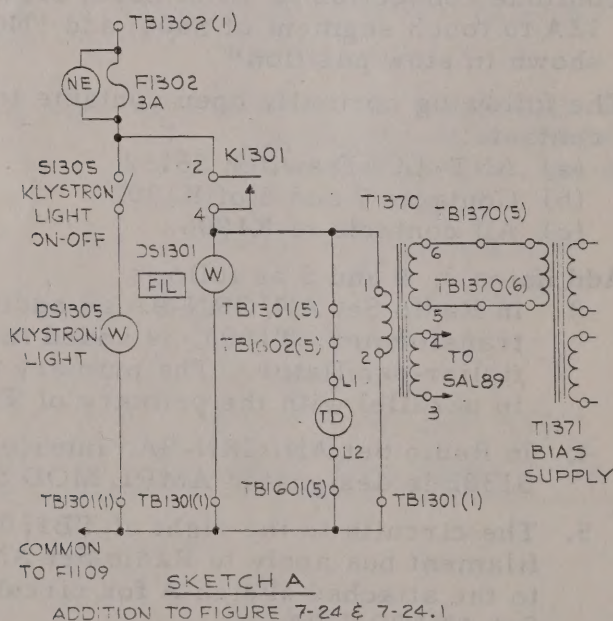 TB1302(1)
NE
F1302
3A
S1305
KLYSTRON
LIGHT
ON-OFF
2
K1301
4
DS1301
FIL
W
DS1305
KLYSTRON
LIGHT
W
TB1301(5)
TB1602(5)
L1
TD
L2
TB1601(5)
T1370
1
2
6
5
4
3
TB1370(5)
TB1370(6)
TO
SAL89
T1371
BIAS
SUPPLY
TB1301(1)
TB1301(1)
TB1301(1)
COMMON
TO F1109
SKETCH A
ADDITION TO FIGURE 7-24 & 7-24.1